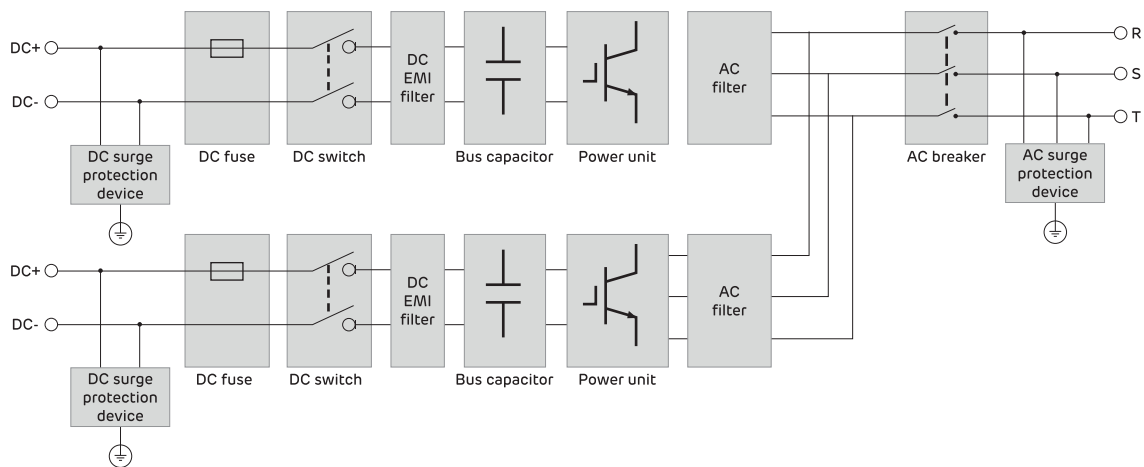 DC+
DC-
DC surge
protection
device
DC fuse
DC switch
DC
EMI
filter
Bus capacitor
Power unit
AC
filter
AC breaker
R
S
T
AC surge
protection
device
DC+
DC-
DC surge
protection
device
DC fuse
DC switch
DC
EMI
filter
Bus capacitor
Power unit
AC
filter